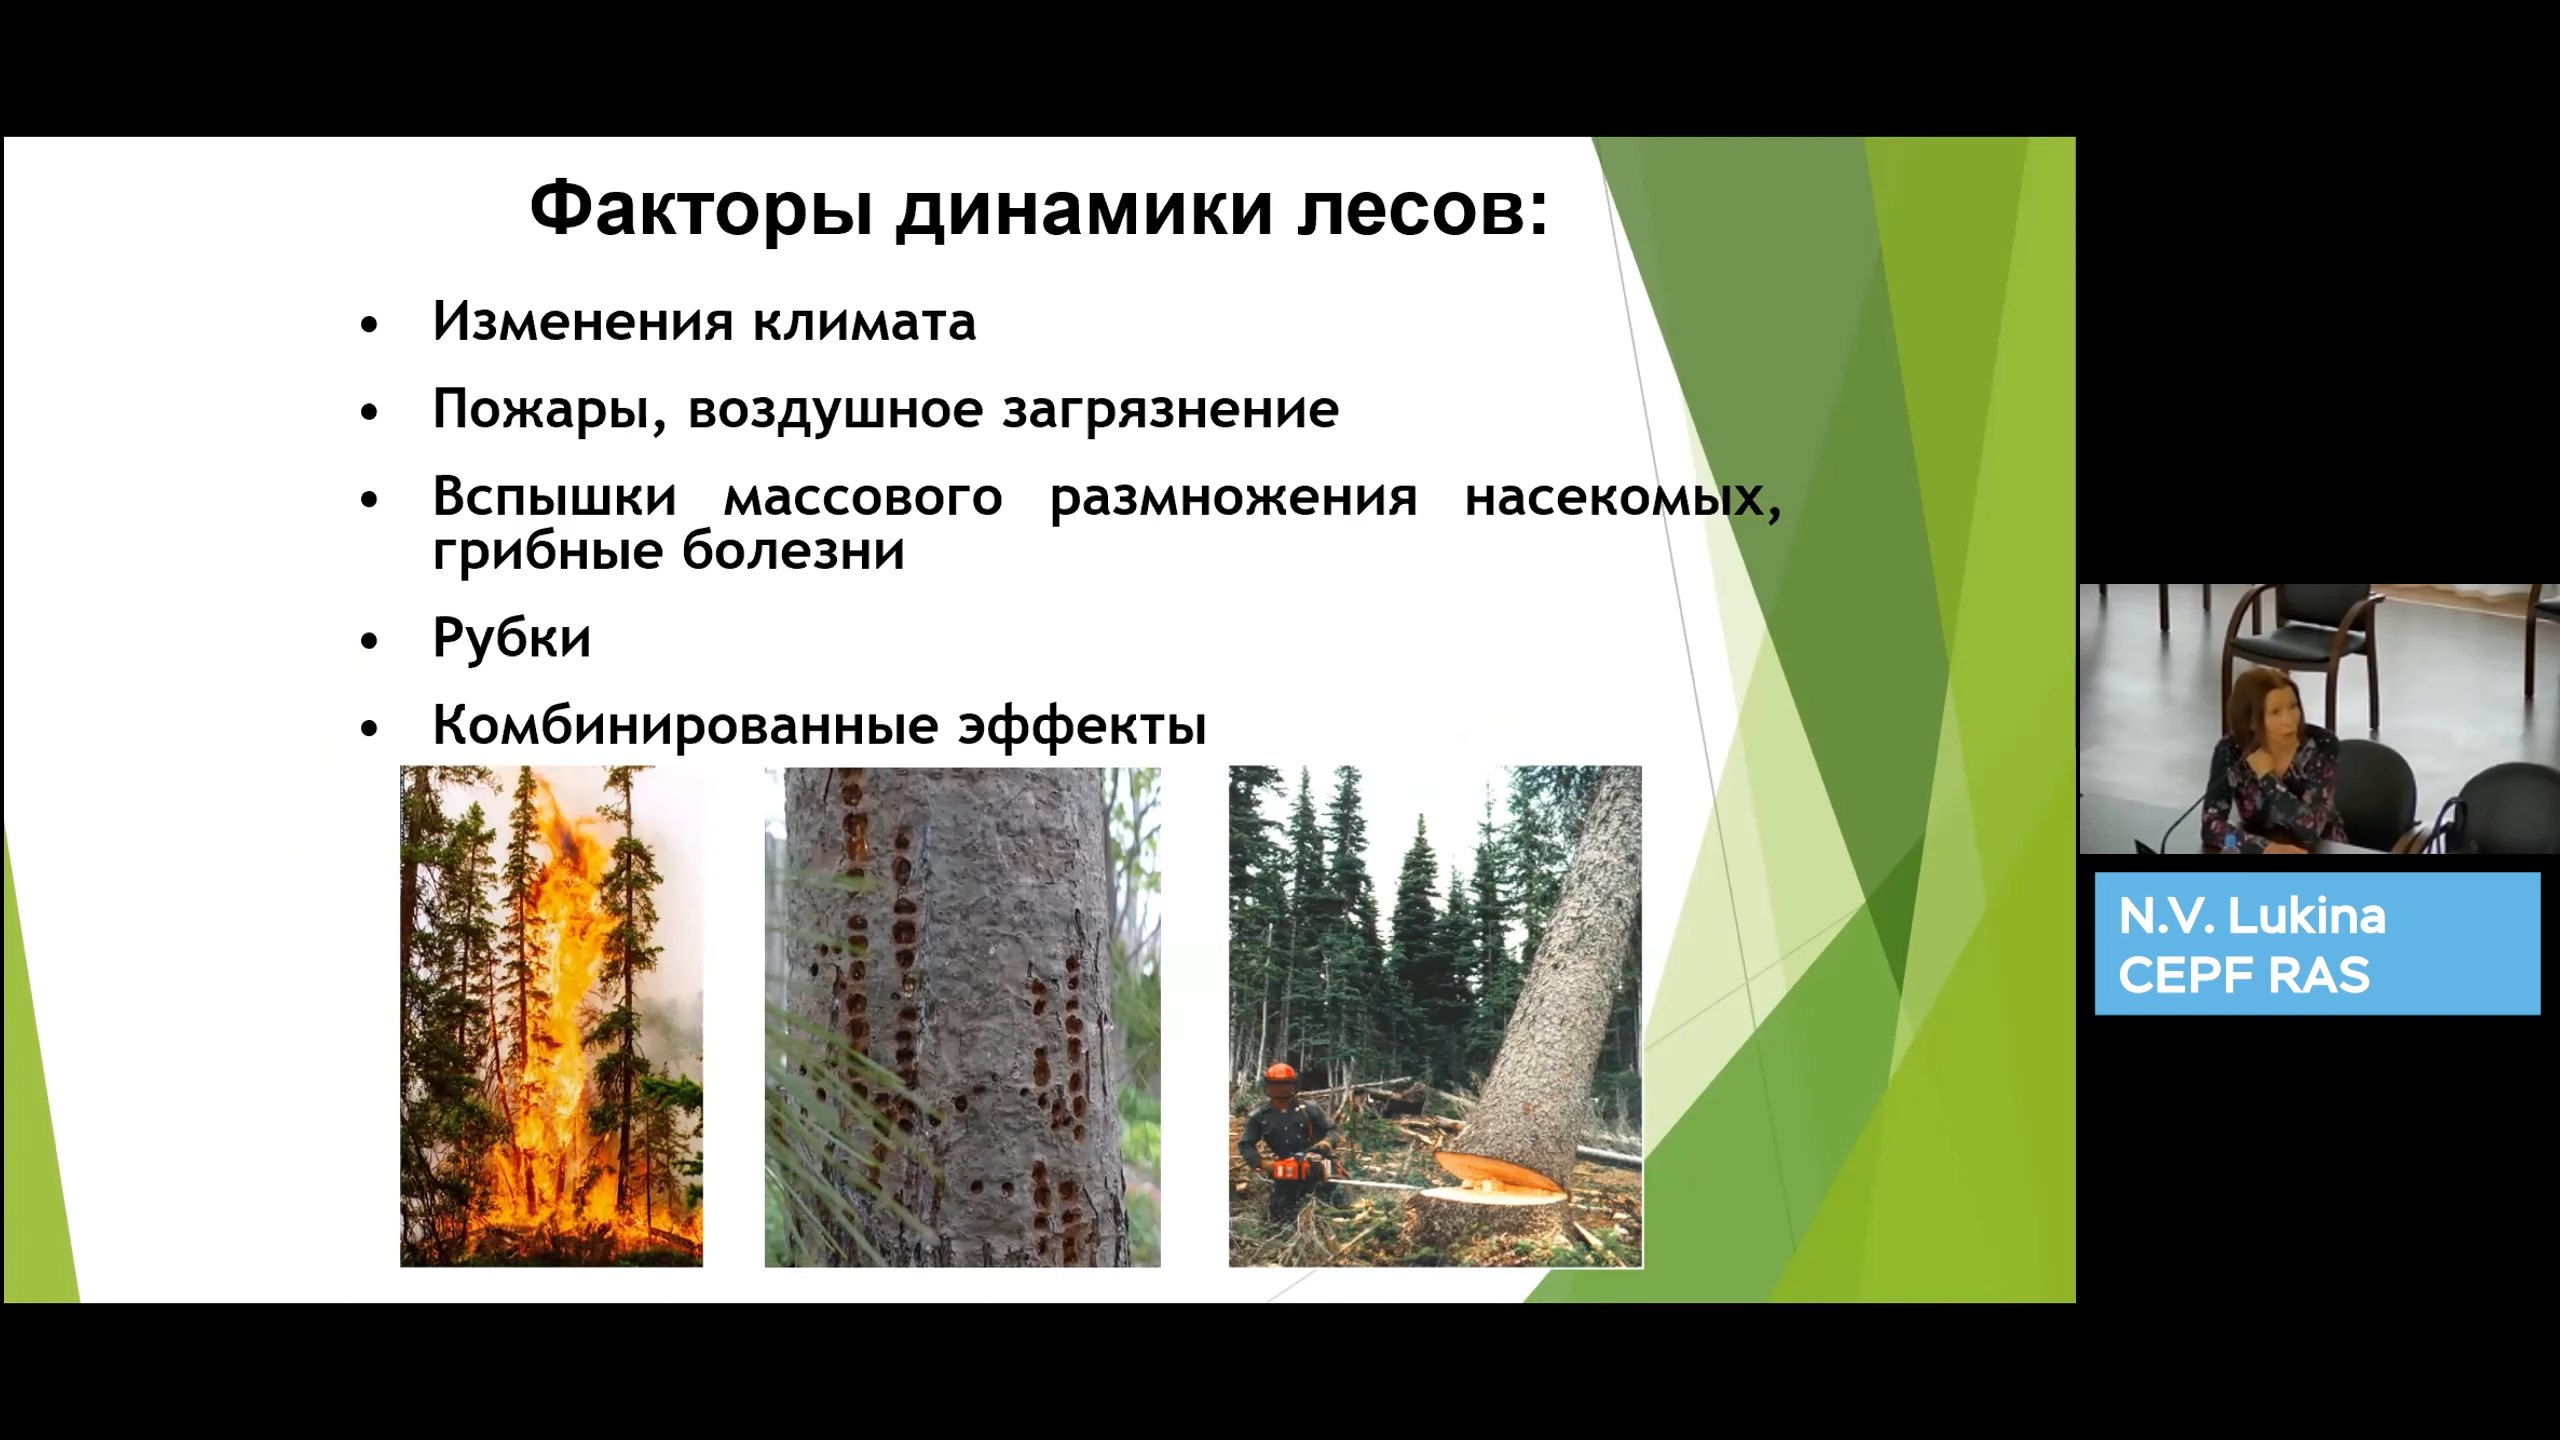 Факторы динамики лесов:
• Изменения климата
• Пожары, воздушное загрязнение
• Вспышки массового размножения насекомых,
грибные болезни
• Рубки
• Комбинированные эффекты
N.V. Lukina
CEPF RAS